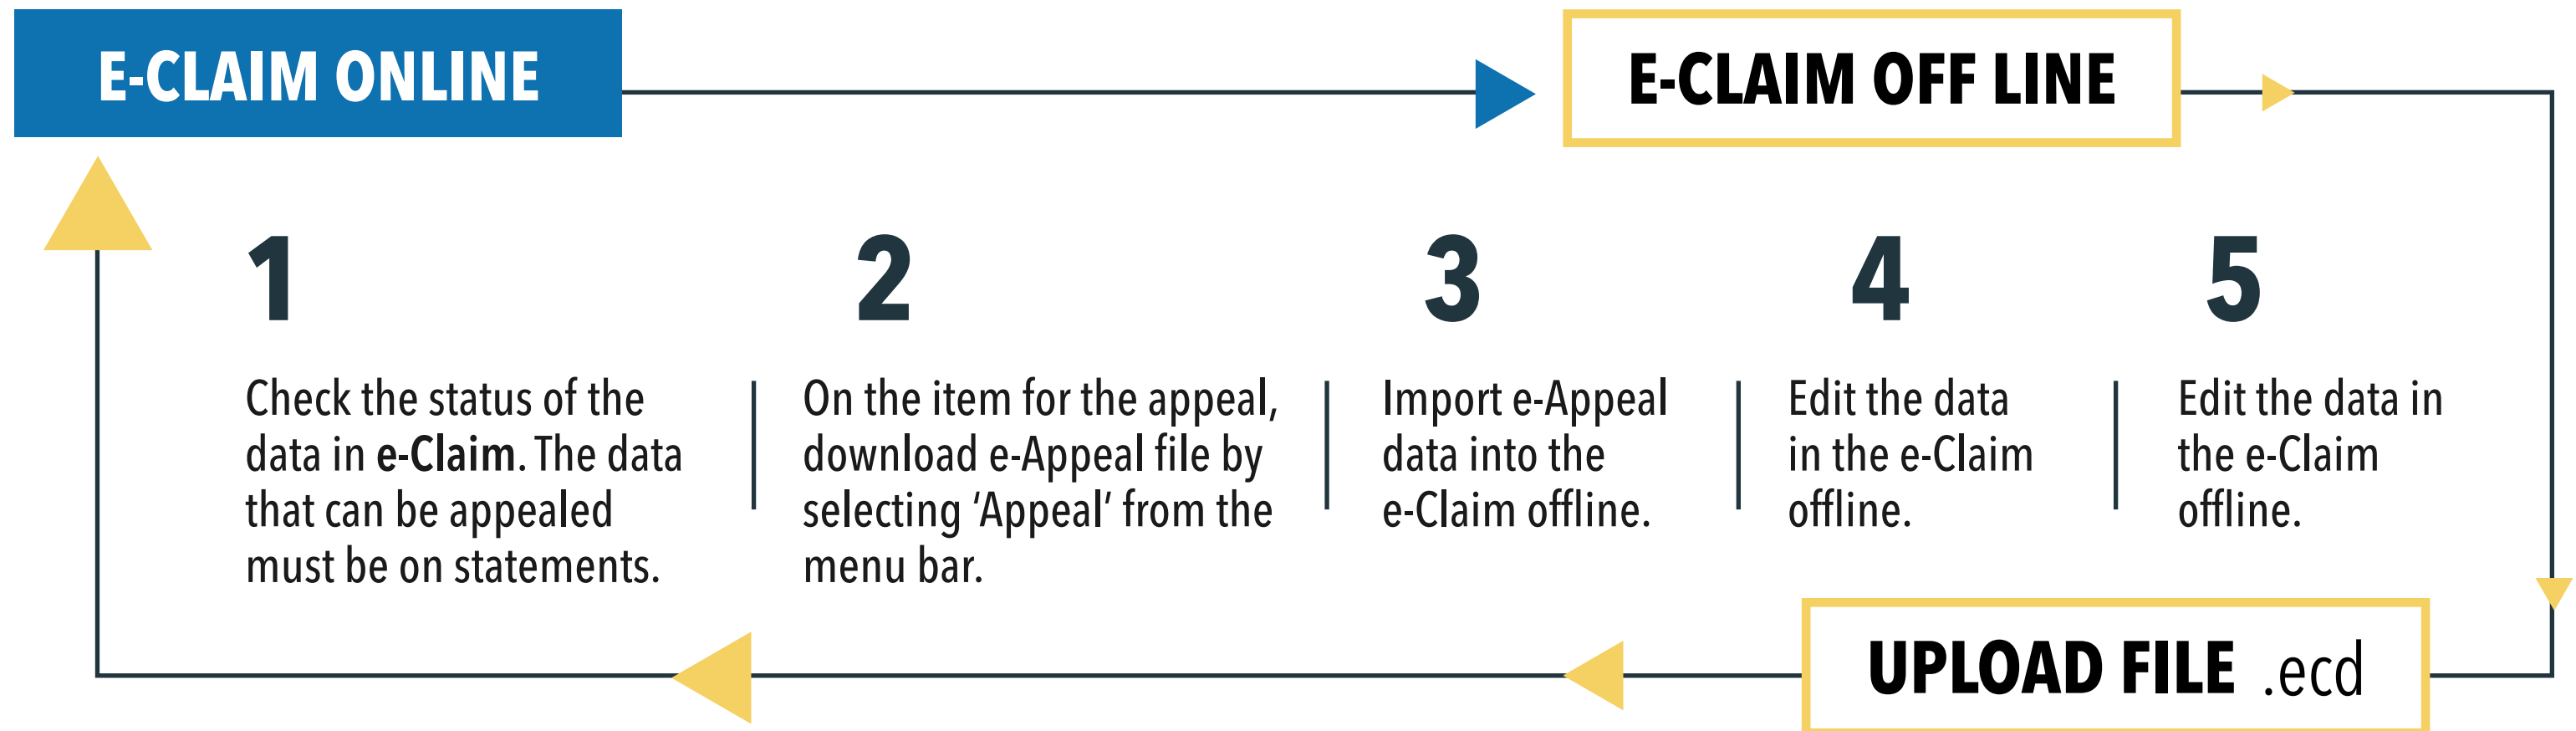 E-CLAIM ONLINE
E-CLAIM OFF LINE
1
Check the status of the
data in e-Claim. The data
that can be appealed
must be on statements.
2
On the item for the appeal,
download e-Appeal file by
selecting ‘Appeal’ from the
menu bar.
3
Import e-Appeal
data into the
e-Claim offline.
4
Edit the data
in the e-Claim
offline.
5
Edit the data in
the e-Claim
offline.
UPLOAD FILE .ecd